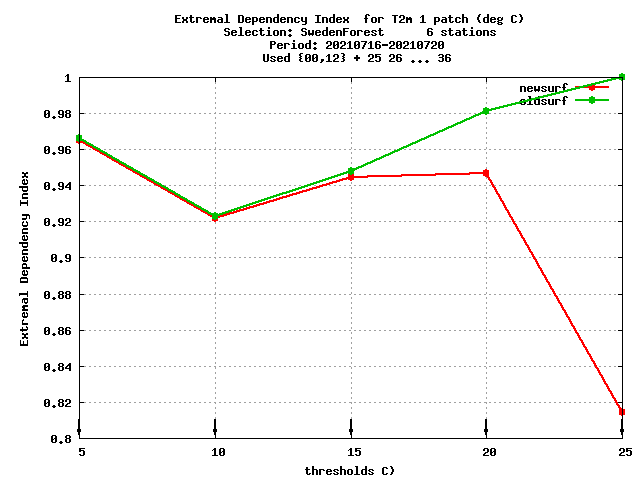 Extremal Dependency Index for T2m 1 patch (deg C)
Selection: SwedenForest 6 stations
Period: 20210716-20210720
Used {00,12} + 25 26 ... 36
newsurf
oldsurf
1
0.98
0.96
0.94
0.92
0.9
0.88
0.86
0.84
0.82
0.8
Extremal Dependency Index
5 10 15 20 25
thresholds C)